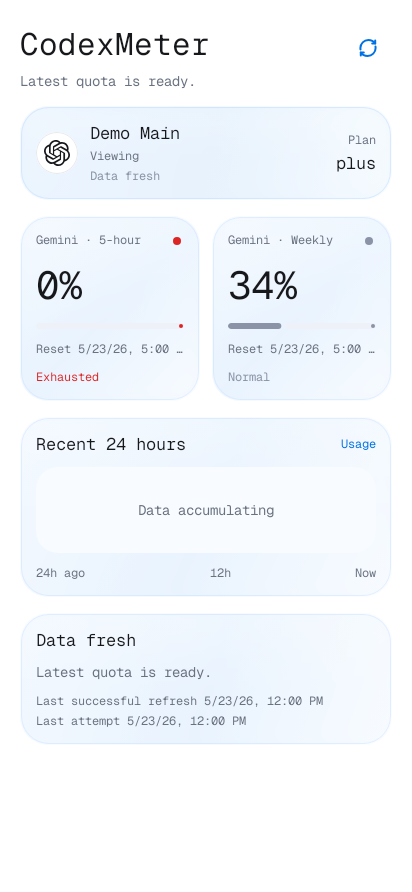 CodexMeter
Latest quota is ready.
Demo Main
Viewing
Data fresh
Plan
plus
Gemini · 5-hour
0%
Reset 5/23/26, 5:00 …
Exhausted
Gemini · Weekly
34%
Reset 5/23/26, 5:00 …
Normal
Recent 24 hours
Usage
Data accumulating
24h ago
12h
Now
Data fresh
Latest quota is ready.
Last successful refresh 5/23/26, 12:00 PM
Last attempt 5/23/26, 12:00 PM